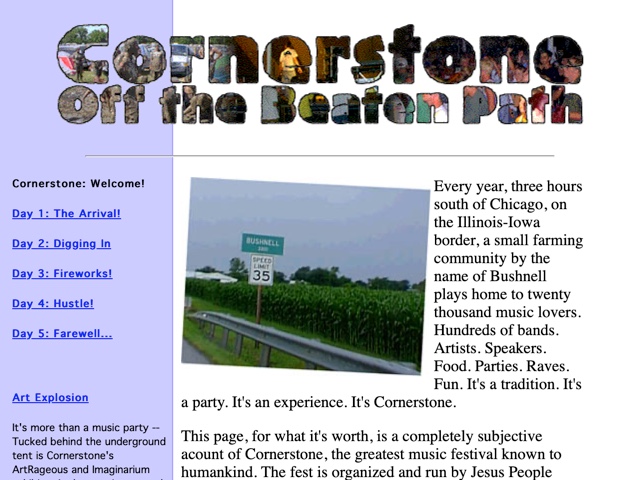 Cornerstone
Off the Beaten Path
Cornerstone: Welcome!
Day 1: The Arrival!
Day 2: Digging In
Day 3: Fireworks!
Day 4: Hustle!
Day 5: Farewell...
Art Explosion
It's more than a music party --
Tucked behind the underground
tent is Cornerstone's
ArtRageous and Imaginarium
BUSHNELL
SPEED
LIMIT
35
Every year, three hours
south of Chicago, on
the Illinois-Iowa
border, a small farming
community by the
name of Bushnell
plays home to twenty
thousand music lovers.
Hundreds of bands.
Artists. Speakers.
Food. Parties. Raves.
Fun. It's a tradition. It's
a party. It's an experience. It's Cornerstone.
This page, for what it's worth, is a completely subjective
acount of Cornerstone, the greatest music festival known to
humankind. The fest is organized and run by Jesus People